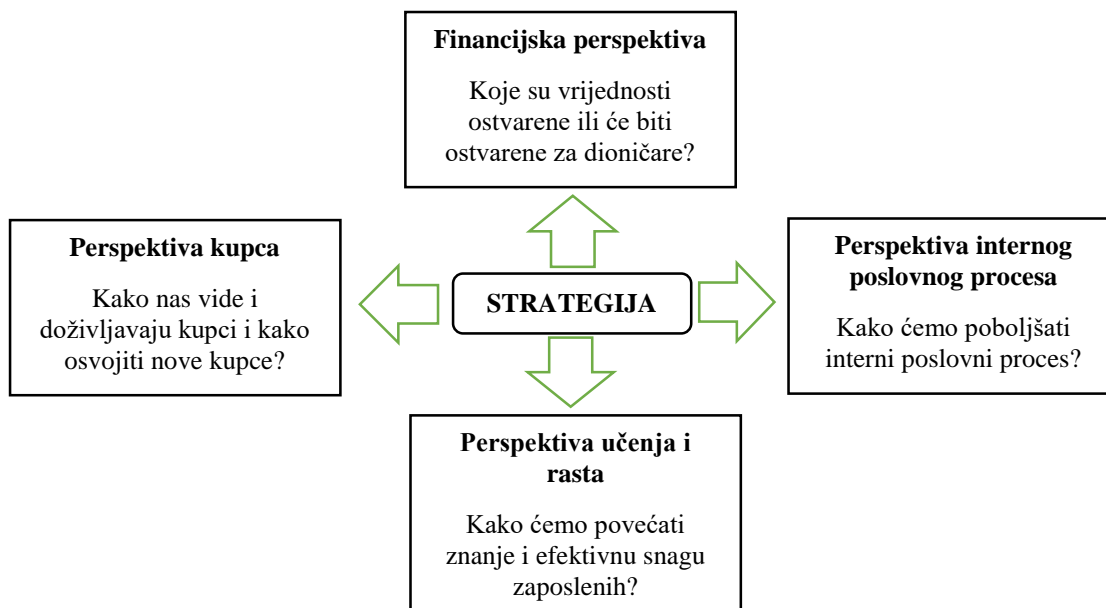 Financijska perspektiva
Koje su vrijednosti
ostvarene ili će biti
ostvarene za dioničare?
Perspektiva kupca
Kako nas vide i
doživljavaju kupci i kako
osvojiti nove kupce?
STRATEGIJA
Perspektiva internog
poslovnog procesa
Kako ćemo poboljšati
interni poslovni proces?
Perspektiva učenja i
rasta
Kako ćemo povećati
znanje i efektivnu snagu
zaposlenih?